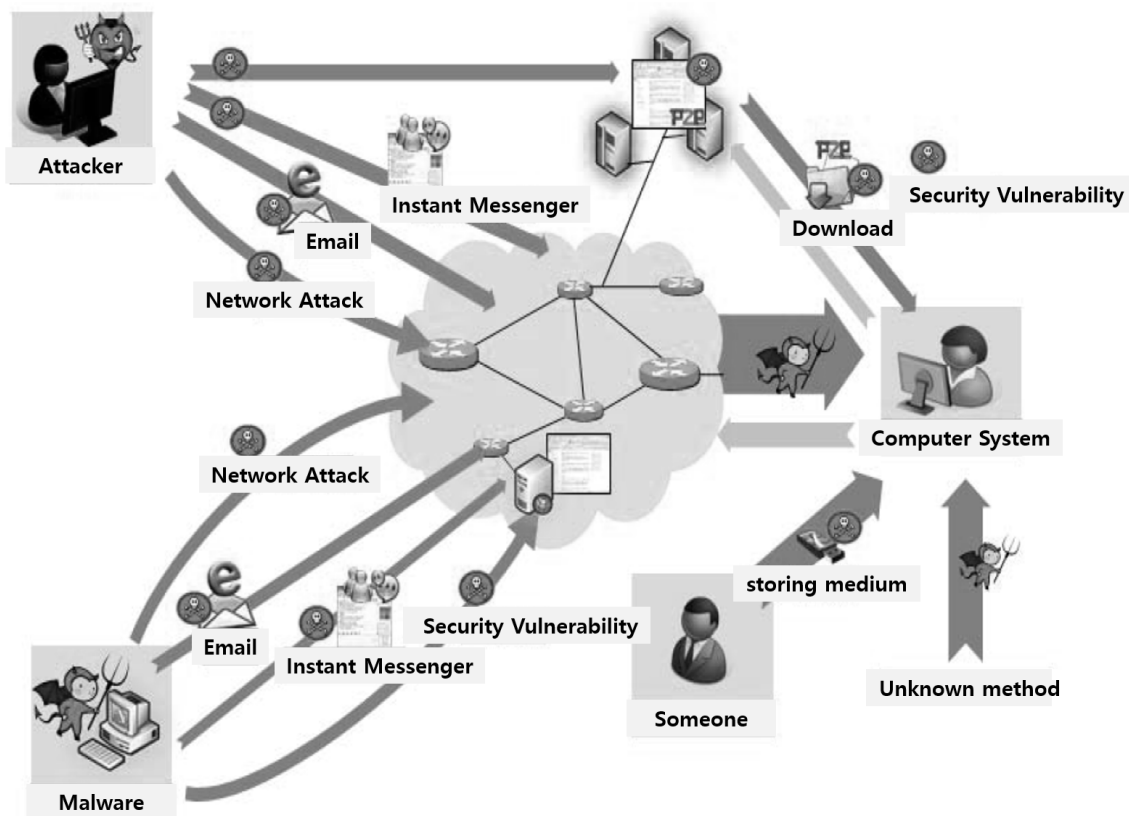 Attacker
P2P
P2P
Security Vulnerability
Instant Messenger
Download
Email
Network Attack
Computer System
Network Attack
storing medium
Security Vulnerability
Email
Instant Messenger
Unknown method
Someone
Malware